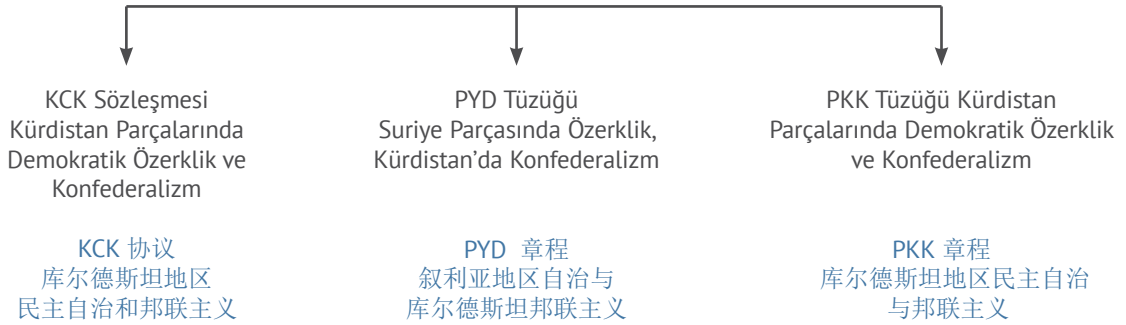 KCK Sözleşmesi
Kürdistan Parçalarında
Demokratik Özerklik ve
Konfederalizm
KCK 协议
库尔德斯坦地区
民主自治和邦联主义
PYD Tüzüğü
Suriye Parçasında Özerklik,
Kürdistan’da Konfederalizm
PYD 章程
叙利亚地区自治与
库尔德斯坦邦联主义
PKK Tüzüğü Kürdistan
Parçalarında Demokratik Özerklik
ve Konfederalizm
PKK 章程
库尔德斯坦地区民主自治
与邦联主义